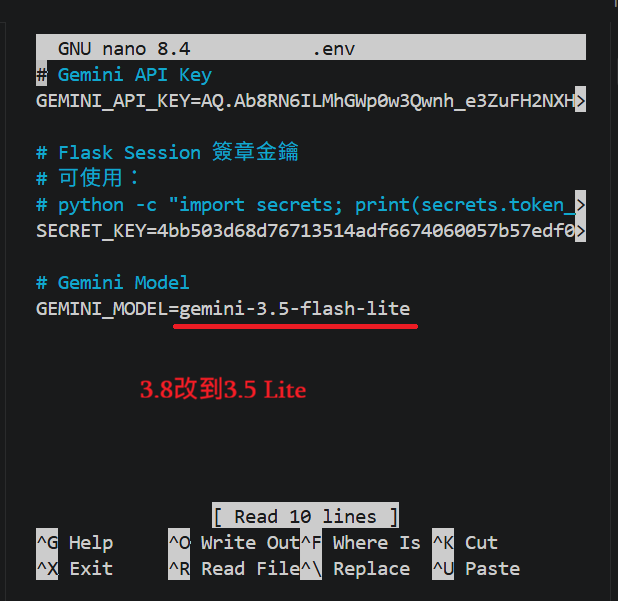 GNU nano 8.4 .env
# Gemini API Key
GEMINI_API_KEY=AQ.Ab8RN6ILMhGWp0w3Qwnh_e3ZuFH2NXH>
# Flask Session 簽章金鑰
# 可使用：
# python -c "import secrets; print(secrets.token_>
SECRET_KEY=4bb503d68d76713514adf6674060057b57edf0>
# Gemini Model
GEMINI_MODEL=gemini-3.5-flash-lite
3.8改到3.5 Lite
[ Read 10 lines ]
^G Help ^O Write Out ^F Where Is ^K Cut
^X Exit ^R Read File ^\ Replace ^U Paste